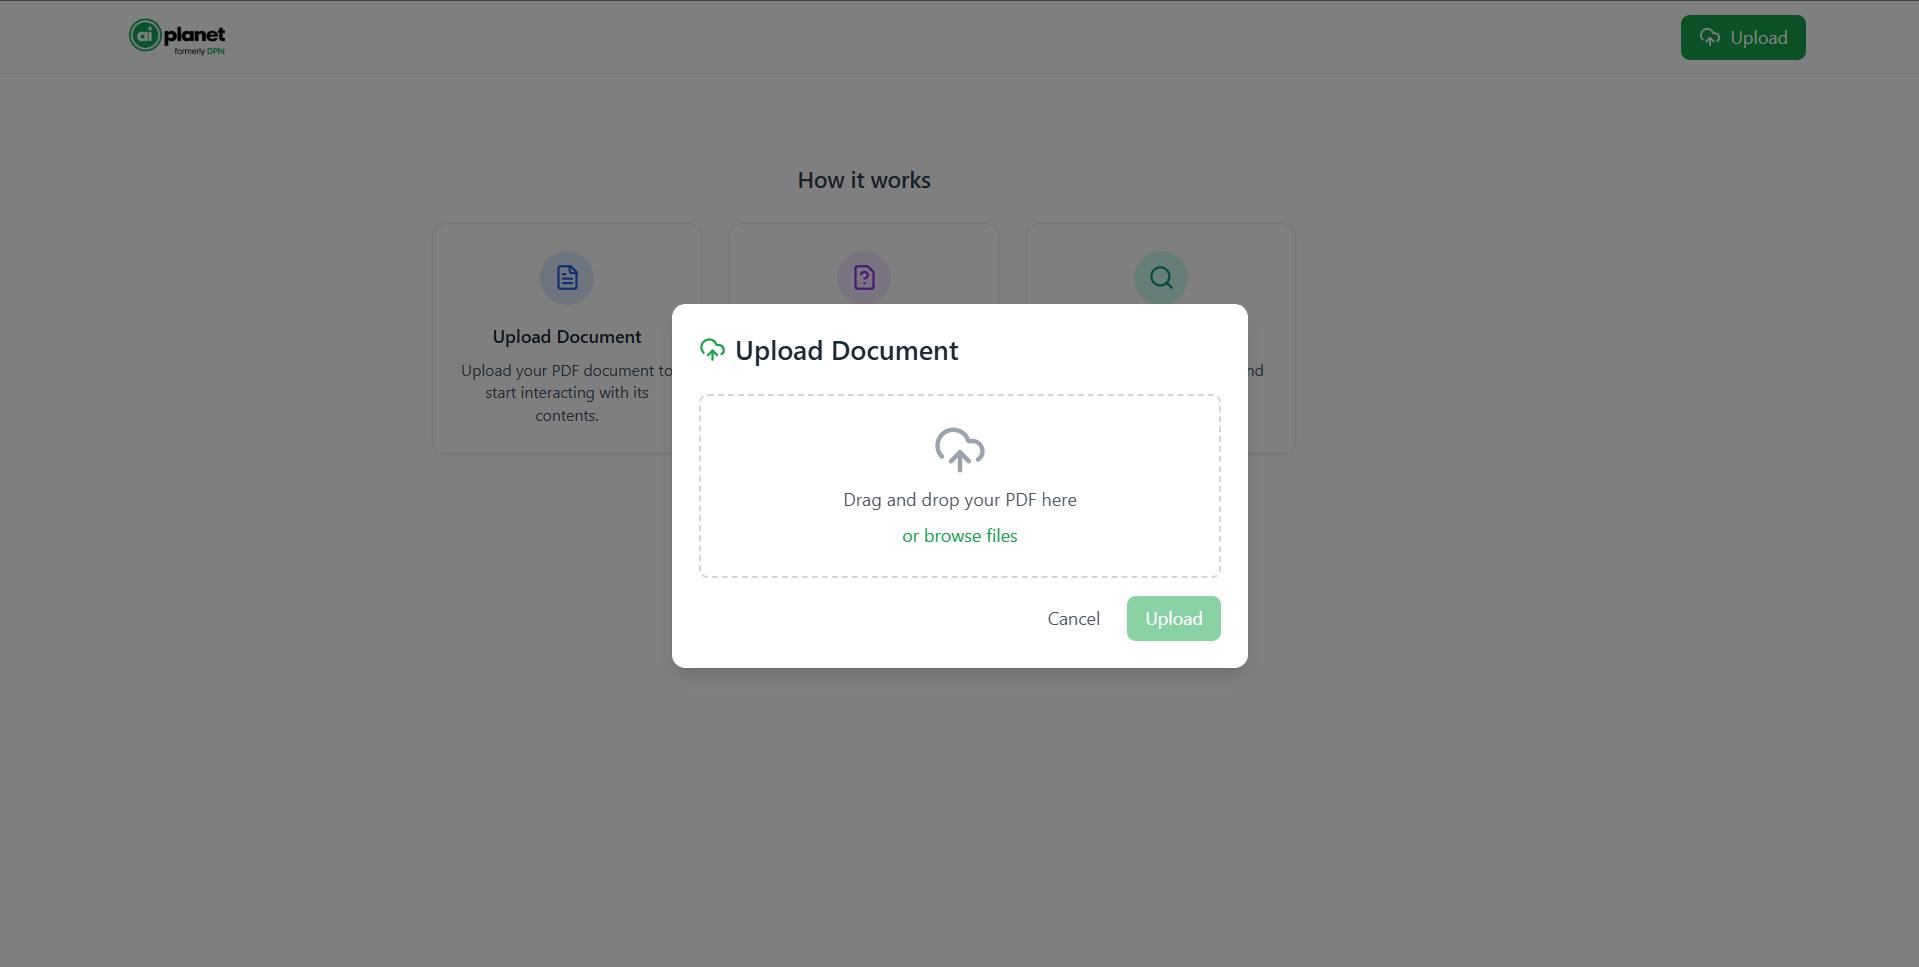 ai planet
formerly DPhi
Upload
How it works
Upload Document
Upload your PDF document to
start interacting with its
contents.
nd
Upload Document
Drag and drop your PDF here
or browse files
Cancel
Upload